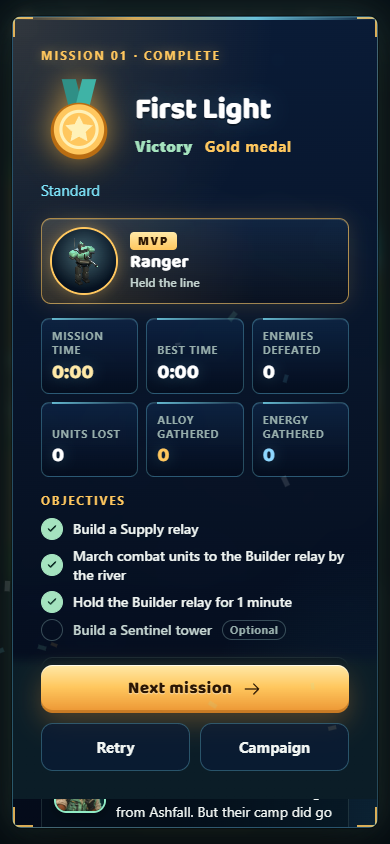 MISSION 01 · COMPLETE
First Light
Victory Gold medal
Standard
MVP
Ranger
Held the line
MISSION
TIME
0:00
BEST TIME
0:00
ENEMIES
DEFEATED
0
UNITS LOST
0
ALLOY
GATHERED
0
ENERGY
GATHERED
0
OBJECTIVES
Build a Supply relay
March combat units to the Builder relay by
the river
Hold the Builder relay for 1 minute
Build a Sentinel tower Optional
Next mission →
Retry
Campaign
from Ashfall. But their camp did go